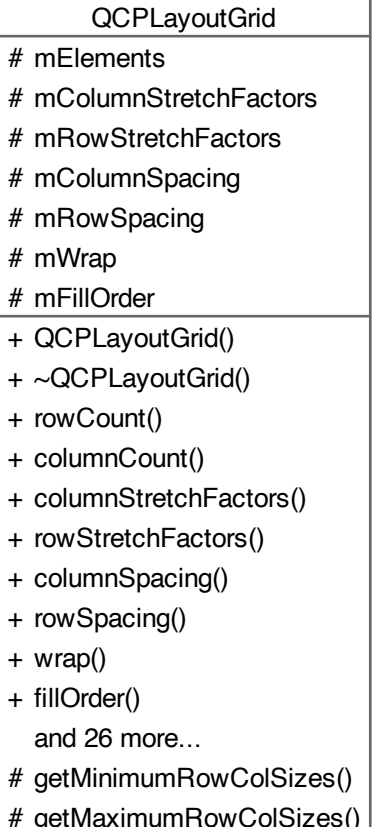 QCPLayoutGrid
# mElements
# mColumnStretchFactors
# mRowStretchFactors
# mColumnSpacing
# mRowSpacing
# mWrap
# mFillOrder
+ QCPLayoutGrid()
+ ~QCPLayoutGrid()
+ rowCount()
+ columnCount()
+ columnStretchFactors()
+ rowStretchFactors()
+ columnSpacing()
+ rowSpacing()
+ wrap()
+ fillOrder()
and 26 more...
# getMinimumRowColSizes()
# getMaximumRowColSizes()